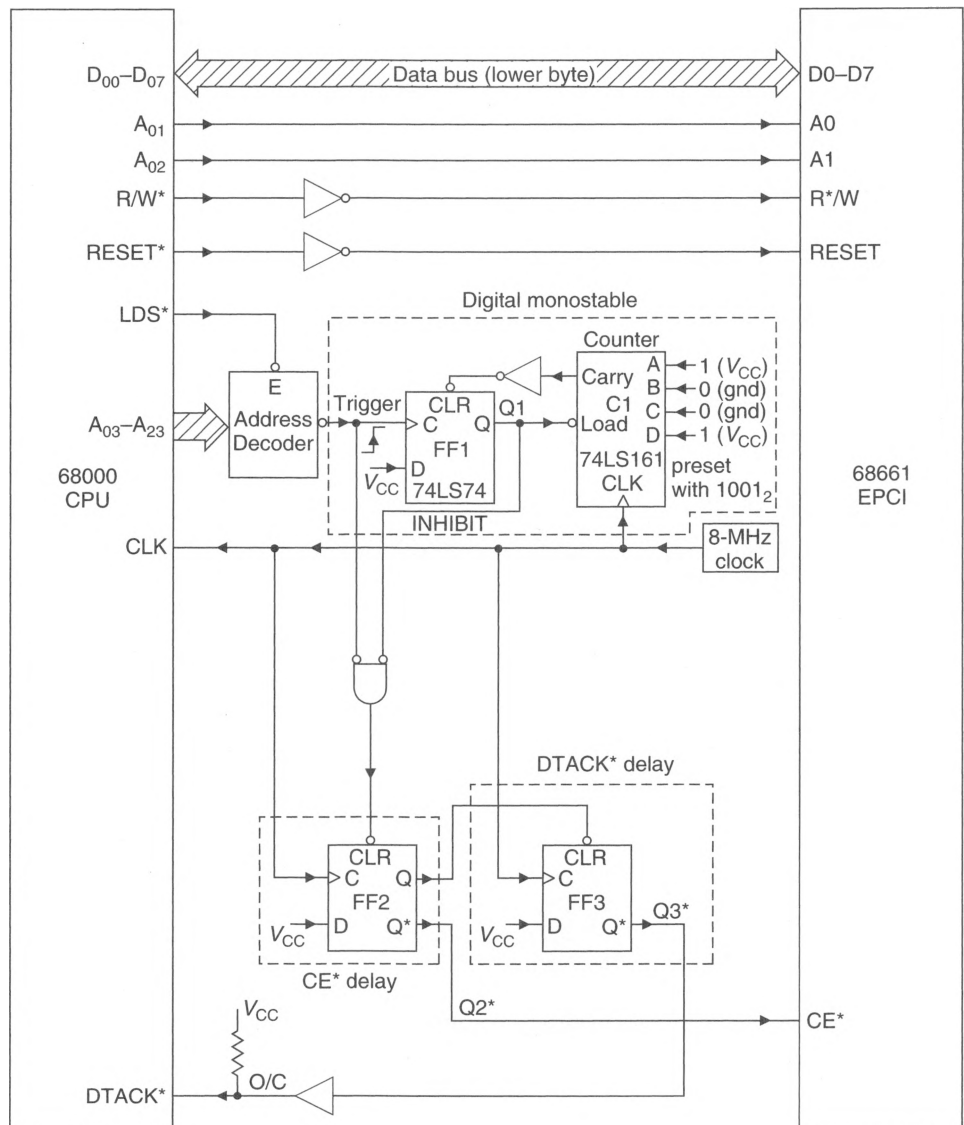 D00–D07 Data bus (lower byte) D0–D7
A01 A0
A02 A1
R/W* R*/W
RESET* RESET
Digital monostable
LDS*
Counter
E
Address
Decoder
A03–A23
Trigger
CLR
C Q
FF1
D
VCC
74LS74
Q1
Carry
C1
Load
74LS161
CLK
A 1 (VCC)
B 0 (gnd)
C 0 (gnd)
D 1 (VCC)
preset
with 1001₂
INHIBIT
68000
CPU
68661
EPCI
CLK
8-MHz
clock
DTACK* delay
CLR
C Q
FF2
D Q*
VCC
CE* delay
CLR
C
FF3
D Q*
VCC
Q3*
Q2*
CE*
VCC
O/C
DTACK*